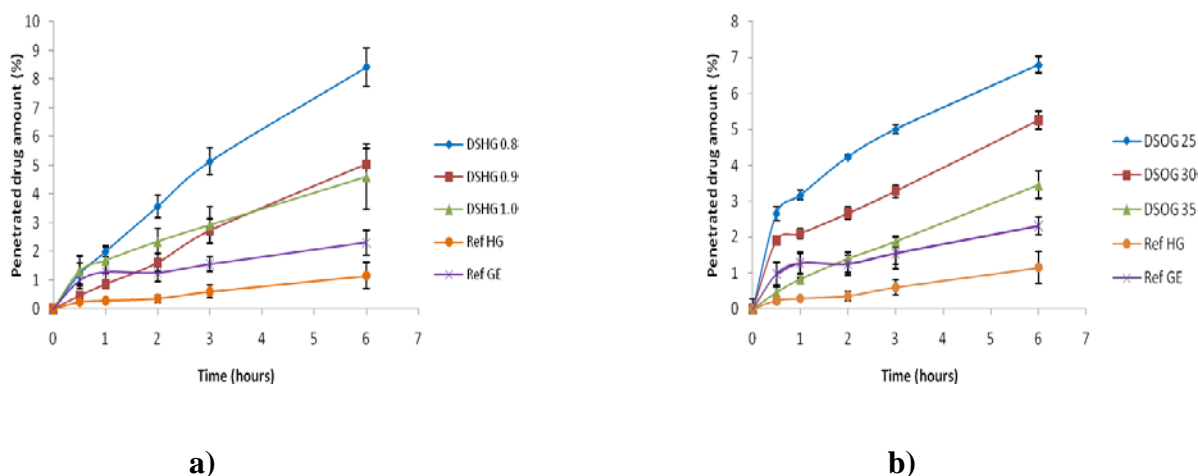 Penetrated drug amount (%)
10
9
8
7
6
5
4
3
2
1
0
0 1 2 3 4 5 6 7
Time (hours)
DSHG 0.8
DSHG 0.9
DSHG 1.0
Ref HG
Ref GE
a)
Penetrated drug amount (%)
8
7
6
5
4
3
2
1
0
0 1 2 3 4 5 6 7
Time (hours)
DSOG 25
DSOG 30
DSOG 35
Ref HG
Ref GE
b)